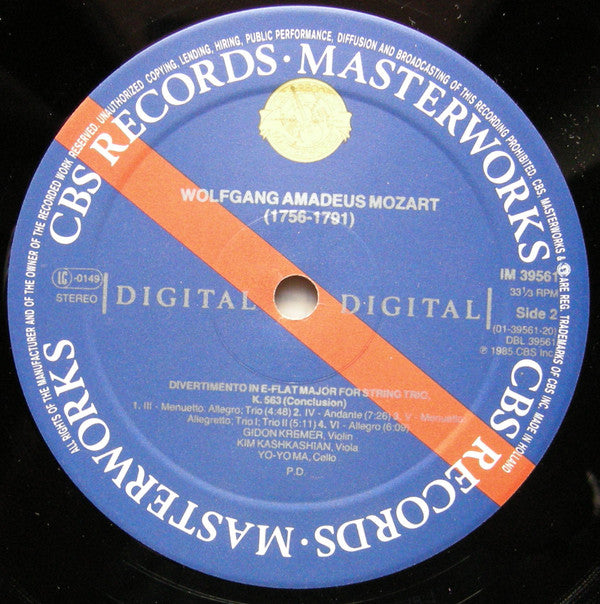 ALL RIGHTS OF THE MANUFACTURER AND OF THE OWNER OF THE RECORDED WORK RESERVED. UNAUTHORIZED COPYING, LENDING, HIRING, PUBLIC PERFORMANCE, DIFFUSION AND BROADCASTING OF THIS RECORDING PROHIBITED. CBS, MASTERWORKS & ARE REG. TRADEMARKS OF CBS INC. MADE IN HOLLAND
CBS RECORDS · MASTERWORKS
CBS RECORDS · MASTERWORKS
WOLFGANG AMADEUS MOZART
(1756-1791)
IC -0149
STEREO
DIGITAL
DIGITAL
IM 39561
33⅓ RPM
Side 2
(01-39561-20)
DBL 39561
℗ 1985 CBS Inc.
DIVERTIMENTO IN E-FLAT MAJOR FOR STRING TRIO,
K. 563 (Conclusion)
1. III - Menuetto. Allegro; Trio (4:48) 2. IV - Andante (7:26) 3. V - Menuetto.
Allegretto; Trio I; Trio II (5:11) 4. VI - Allegro (6:09)
GIDON KREMER, Violin
KIM KASHKASHIAN, Viola
YO-YO MA, Cello
P.D.